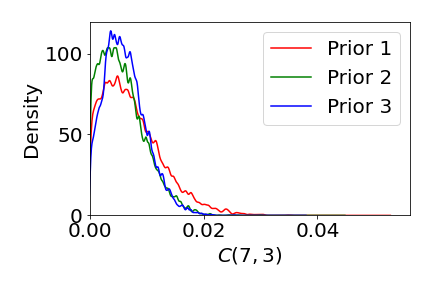 Prior 1
Prior 2
Prior 3
Density
100
50
0
0.00
0.02
0.04
C(7, 3)